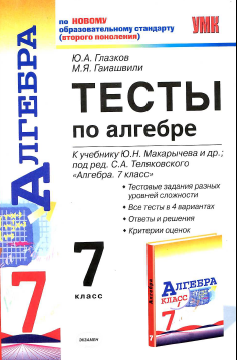 по НОВОМУ
образовательному стандарту
(второго поколения)
УМК
Ю.А. Глазков
М.Я. Гаиашвили
АЛГЕБРА
ТЕСТЫ
по алгебре
К учебнику Ю.Н. Макарычева и др.;
под ред. С.А. Теляковского
«Алгебра. 7 класс»
• Тестовые задания разных
уровней сложности
• Все тесты в 4 вариантах
• Ответы и решения
• Критерии оценок
7
7
класс
Алгебра
АЛГЕБРА
КЛАСС
7
7
ЭКЗАМЕН